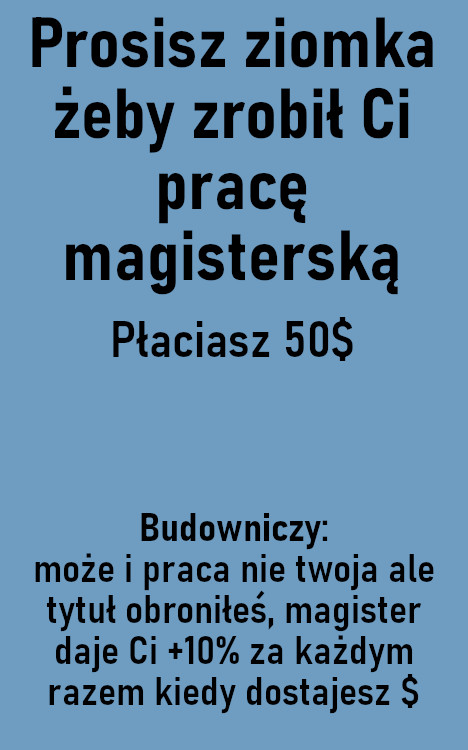 Prosisz ziomka
żeby zrobił Ci
pracę
magisterską
Płaciasz 50$
Budowniczy:
może i praca nie twoja ale
tytuł obroniłeś, magister
daje Ci +10% za każdym
razem kiedy dostajesz $